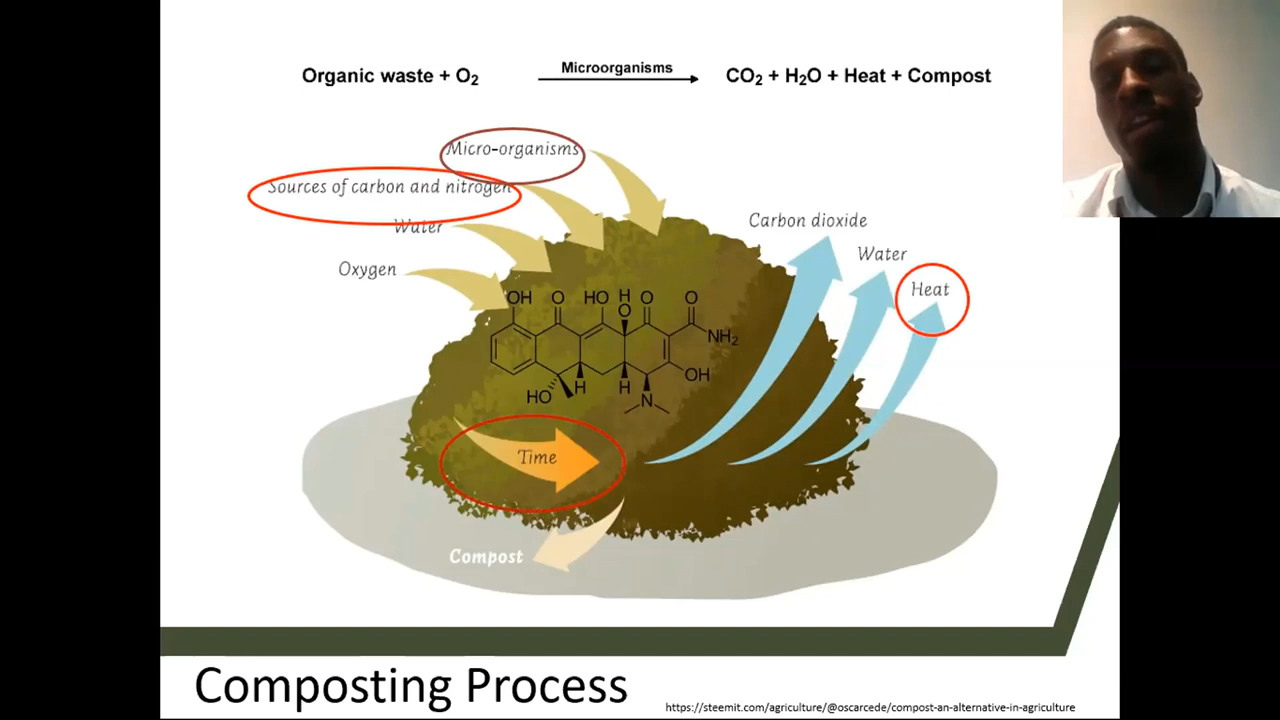 Organic waste + O2
Microorganisms
CO2 + H2O + Heat + Compost
Micro-organisms
Sources of carbon and nitrogen
Water
Oxygen
Carbon dioxide
Water
Heat
OH O HO H O O
O
NH2
OH
HO H H N
Time
Compost
Composting Process
https://steemit.com/agriculture/@oscarcede/compost-an-alternative-in-agriculture